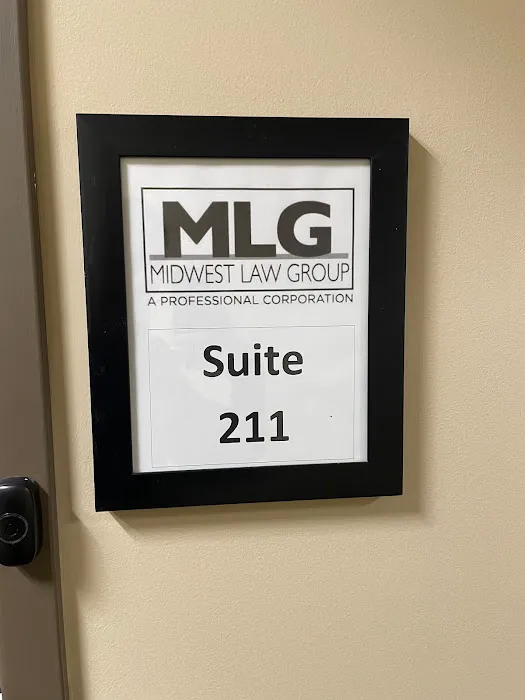 MLG
MIDWEST LAW GROUP
A PROFESSIONAL CORPORATION
Suite
211